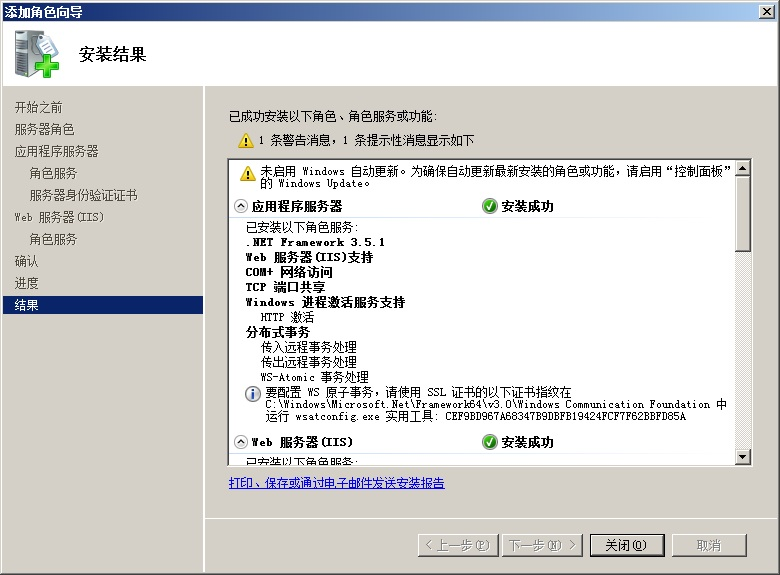 添加角色向导
安装结果
开始之前
服务器角色
应用程序服务器
角色服务
服务器身份验证证书
Web 服务器(IIS)
角色服务
确认
进度
结果
已成功安装以下角色、角色服务或功能:
1 条警告消息，1 条提示性消息显示如下
未启用 Windows 自动更新。为确保自动更新最新安装的角色或功能，请启用“控制面板”
的 Windows Update。
应用程序服务器 安装成功
已安装以下角色服务:
.NET Framework 3.5.1
Web 服务器(IIS)支持
COM+ 网络访问
TCP 端口共享
Windows 进程激活服务支持
HTTP 激活
分布式事务
传入远程事务处理
传出远程事务处理
WS-Atomic 事务处理
要配置 WS 原子事务，请使用 SSL 证书的以下证书指纹在
C:\Windows\Microsoft.Net\Framework64\v3.0\Windows Communication Foundation 中
运行 wsatconfig.exe 实用工具: CEF9BD967A68347B9DBFB19424FCF7F62BBFD85A
Web 服务器(IIS) 安装成功
已安装以下角色服务:
打印、保存或通过电子邮件发送安装报告
< 上一步(P) 下一步(N) > 关闭(O) 取消